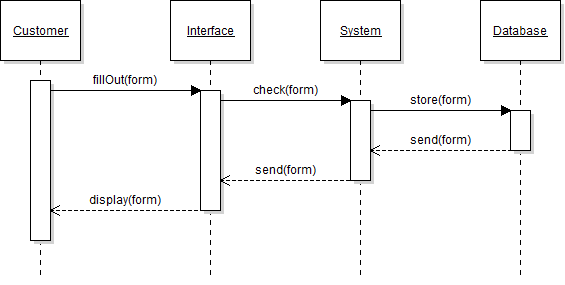 Customer
Interface
System
Database
fillOut(form)
check(form)
store(form)
send(form)
send(form)
display(form)